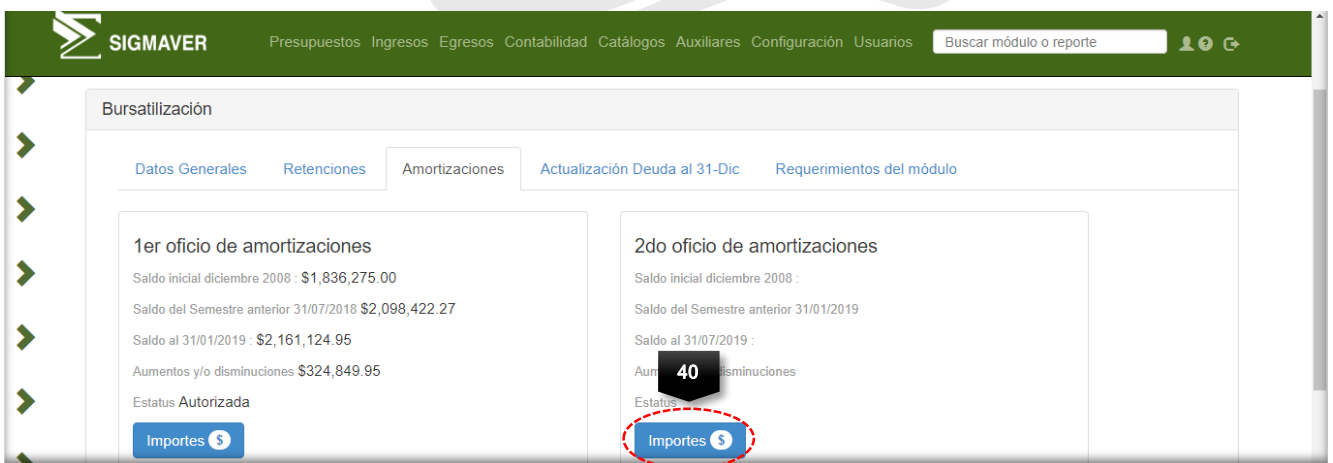 SIGMAVER Presupuestos Ingresos Egresos Contabilidad Catálogos Auxiliares Configuración Usuarios Buscar módulo o reporte
Bursatilización
Datos Generales Retenciones Amortizaciones Actualización Deuda al 31-Dic Requerimientos del módulo
1er oficio de amortizaciones
Saldo inicial diciembre 2008 : $1,836,275.00
Saldo del Semestre anterior 31/07/2018 $2,098,422.27
Saldo al 31/01/2019 : $2,161,124.95
Aumentos y/o disminuciones $324,849.95
Estatus Autorizada
Importes $
2do oficio de amortizaciones
Saldo inicial diciembre 2008 :
Saldo del Semestre anterior 31/01/2019
Saldo al 31/07/2019 :
40
Estatus
Importes $